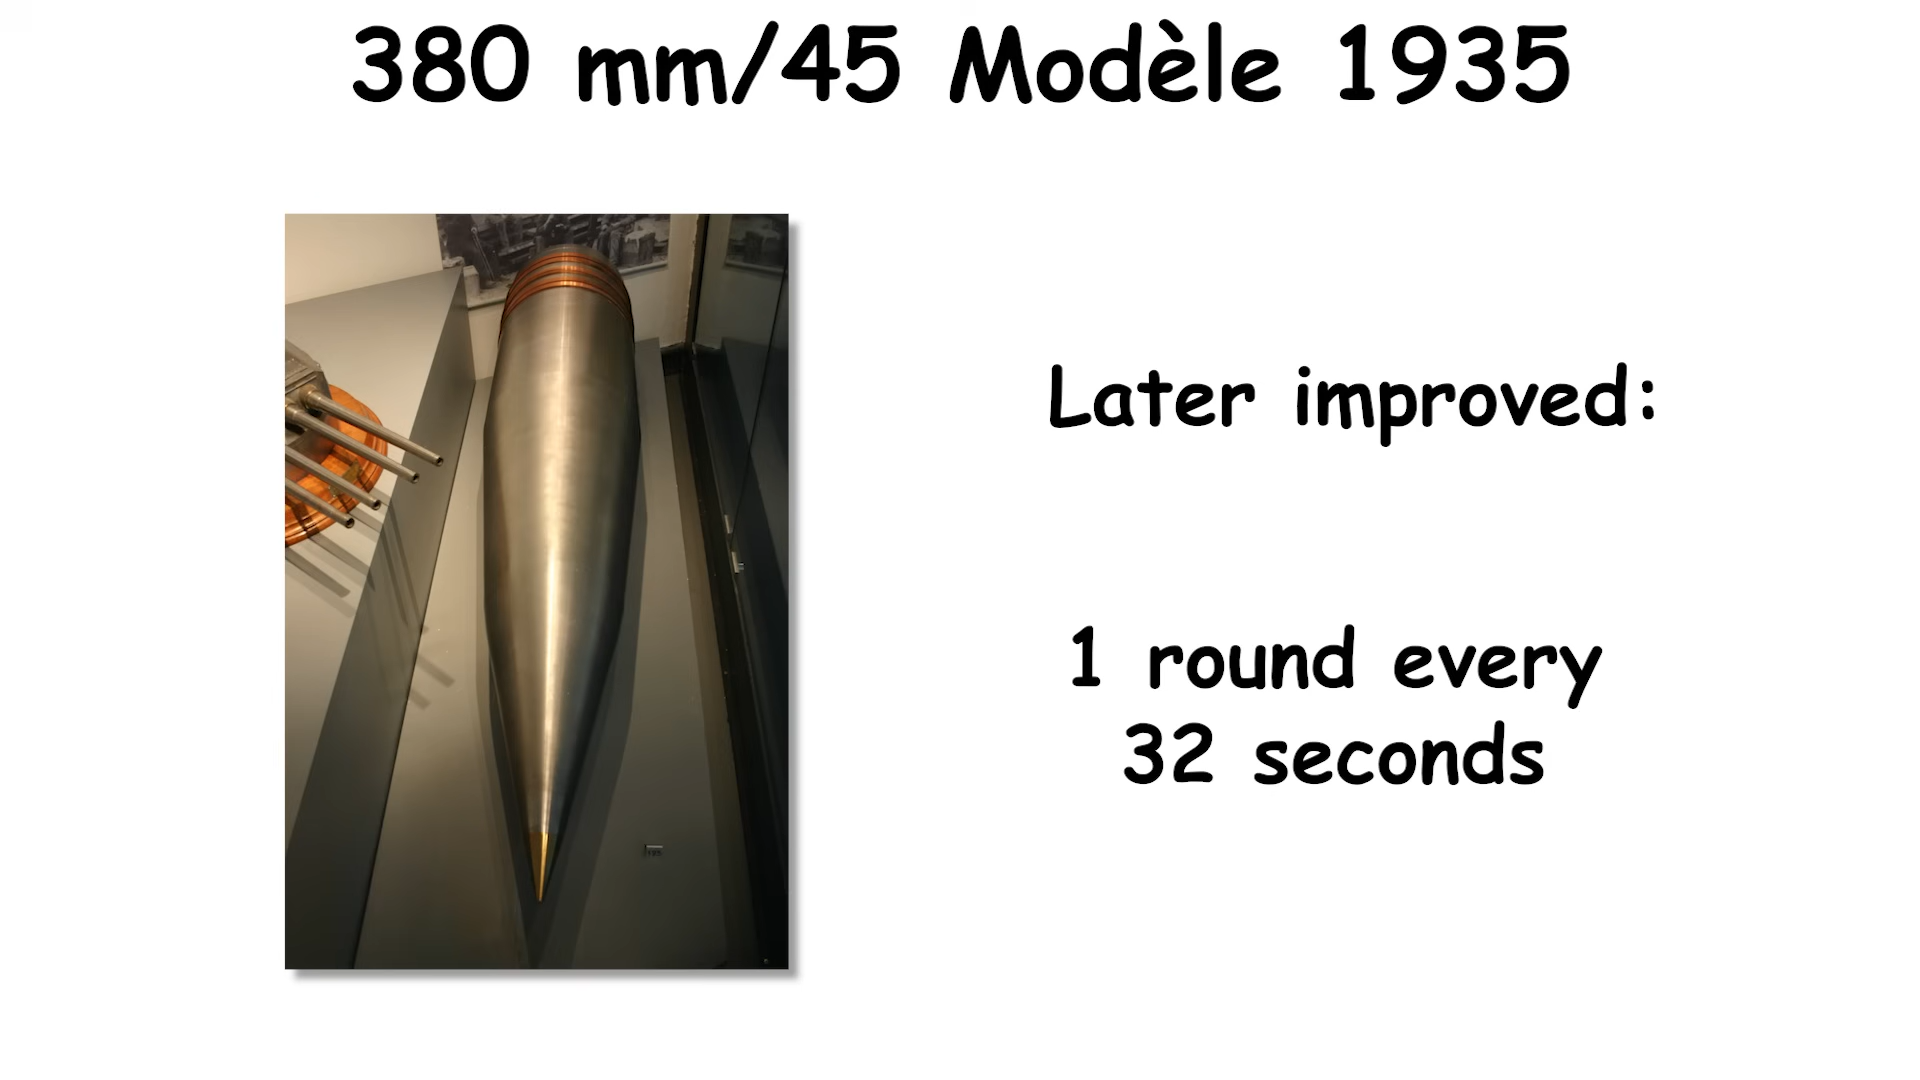 380 mm/45 Modèle 1935
Later improved:
1 round every
32 seconds